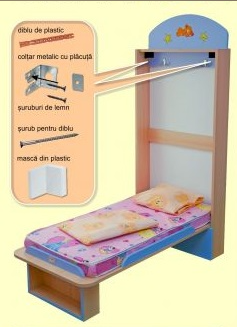 diblu de plastic
colțar metalic cu plăcuță
șuruburi de lemn
șurub pentru diblu
mască din plastic